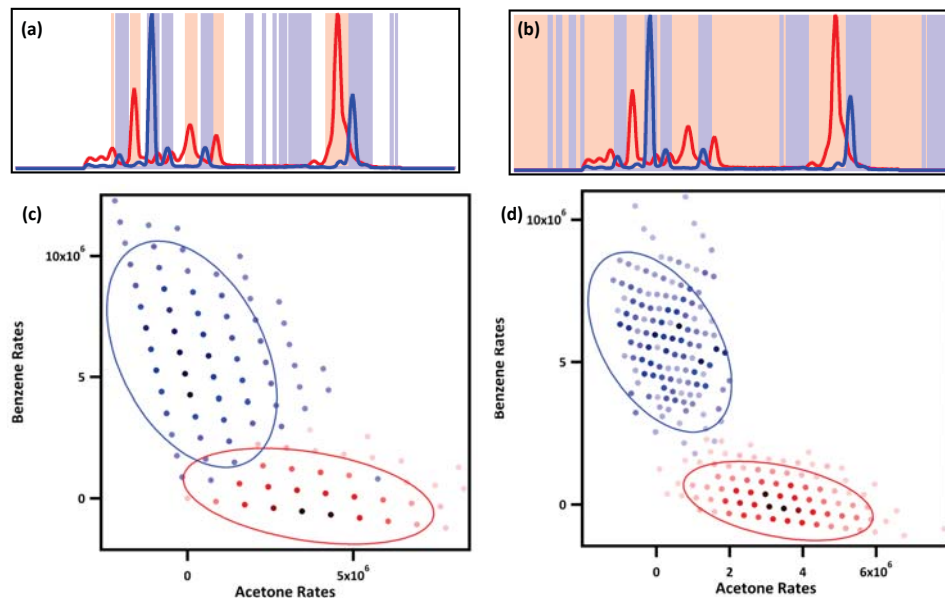 (a)
(b)
(c)
10x10⁶
5
0
Benzene Rates
0
5x10⁶
Acetone Rates
(d)
10x10⁶
5
0
Benzene Rates
0
2
4
6x10⁶
Acetone Rates